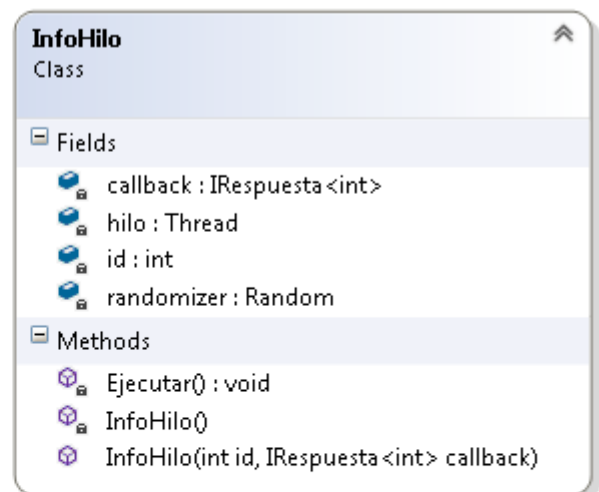 InfoHilo
Class
Fields
callback : IRespuesta<int>
hilo : Thread
id : int
randomizer : Random
Methods
Ejecutar() : void
InfoHilo()
InfoHilo(int id, IRespuesta<int> callback)